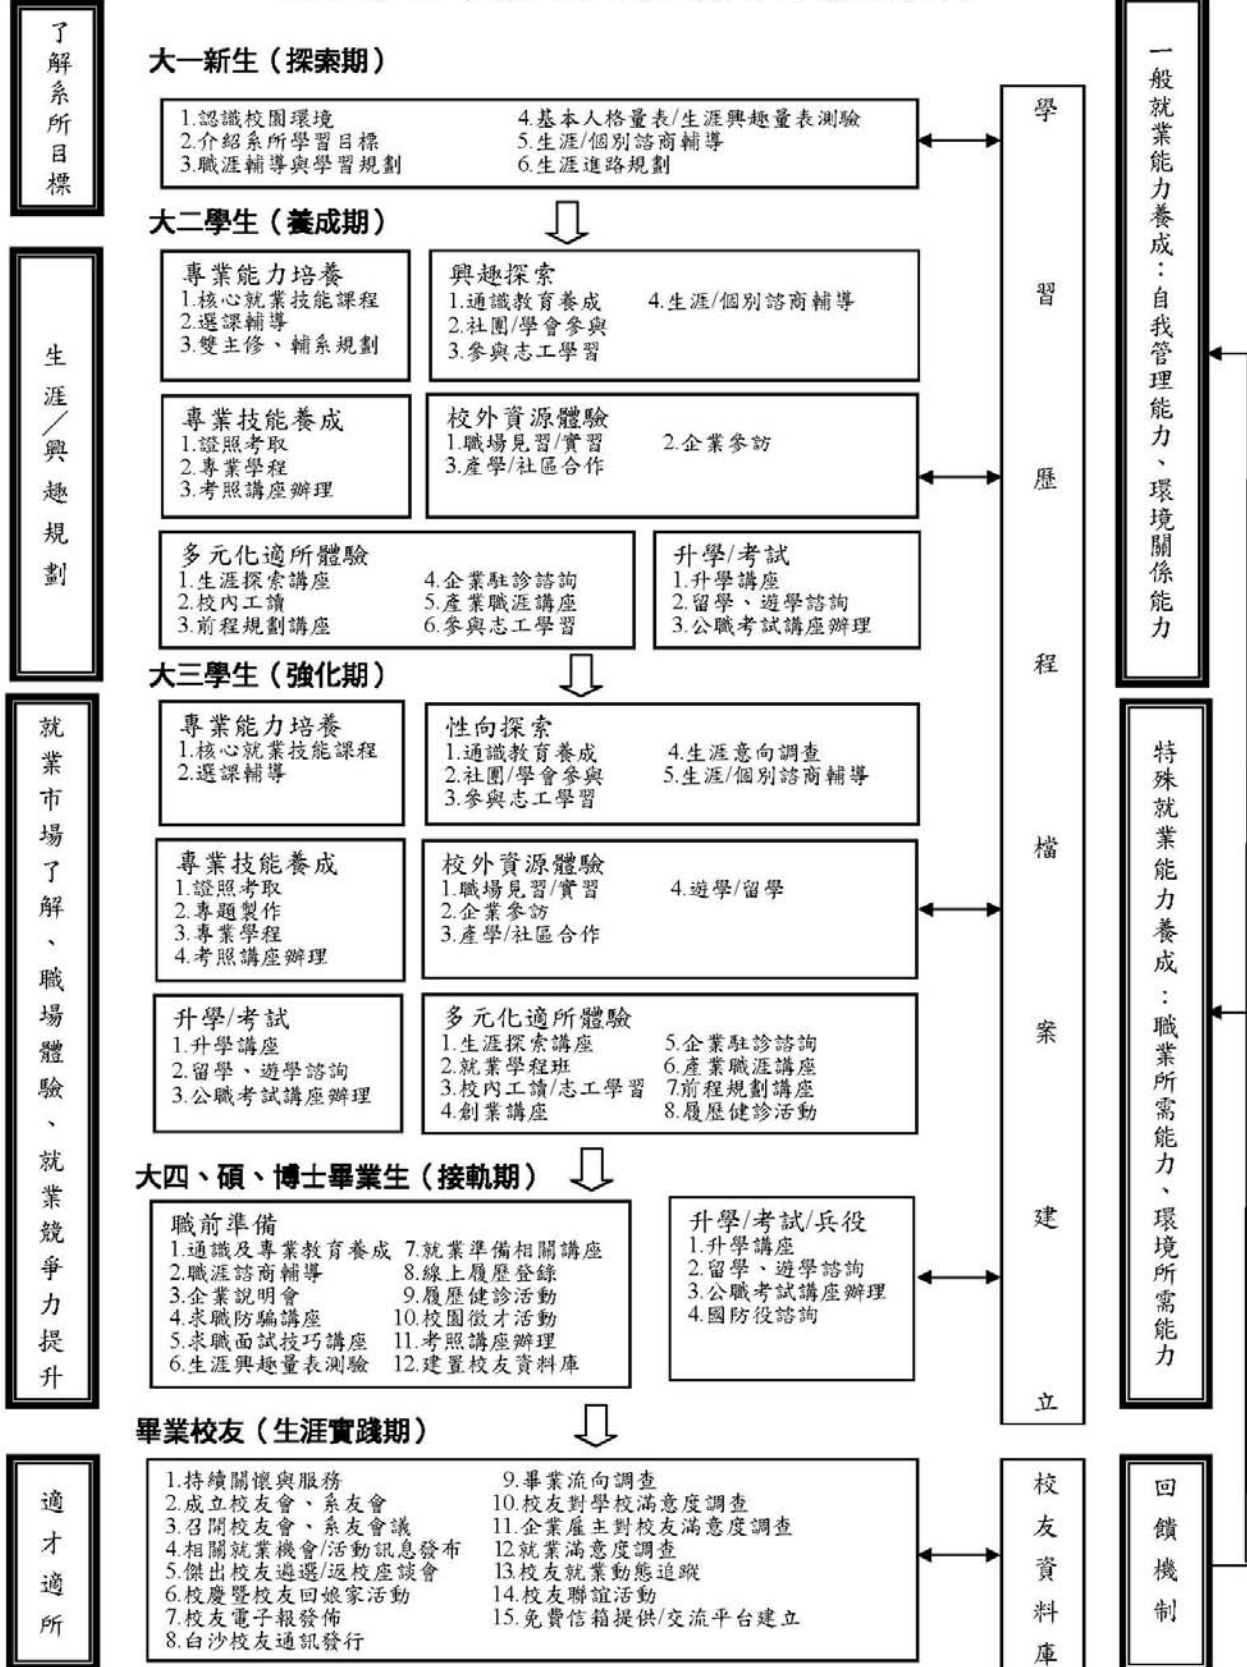 了解系所目標
大一新生（探索期）
1.認識校園環境
2.介紹系所學習目標
3.職涯輔導與學習規劃
4.基本人格量表/生涯興趣量表測驗
5.生涯/個別諮商輔導
6.生涯進路規劃
生涯/興趣規劃
大二學生（養成期）
專業能力培養
1.核心就業技能課程
2.選課輔導
3.雙主修、輔系規劃
興趣探索
1.通識教育養成
2.社團/學會參與
3.參與志工學習
4.生涯/個別諮商輔導
專業技能養成
1.證照考取
2.專業學程
3.考照講座辦理
校外資源體驗
1.職場見習/實習
2.企業參訪
3.產學/社區合作
多元化適所體驗
1.生涯探索講座
2.校內工讀
3.前程規劃講座
4.企業駐診諮詢
5.產業職涯講座
6.參與志工學習
升學/考試
1.升學講座
2.留學、遊學諮詢
3.公職考試講座辦理
就業市場了解、職場體驗、就業競爭力提升
大三學生（強化期）
專業能力培養
1.核心就業技能課程
2.選課輔導
性向探索
1.通識教育養成
2.社團/學會參與
3.參與志工學習
4.生涯意向調查
5.生涯/個別諮商輔導
專業技能養成
1.證照考取
2.專題製作
3.專業學程
4.考照講座辦理
校外資源體驗
1.職場見習/實習
2.企業參訪
3.產學/社區合作
4.遊學/留學
升學/考試
1.升學講座
2.留學、遊學諮詢
3.公職考試講座辦理
多元化適所體驗
1.生涯探索講座
2.就業學程班
3.校內工讀/志工學習
4.創業講座
5.企業駐診諮詢
6.產業職涯講座
7.前程規劃講座
8.履歷健診活動
大四、碩、博士畢業生（接軌期）
職前準備
1.通識及專業教育養成
2.職涯諮商輔導
3.企業說明會
4.求職防騙講座
5.求職面試技巧講座
6.生涯興趣量表測驗
7.就業準備相關講座
8.線上履歷登錄
9.履歷健診活動
10.校園徵才活動
11.考照講座辦理
12.建置校友資料庫
升學/考試/兵役
1.升學講座
2.留學、遊學諮詢
3.公職考試講座辦理
4.國防役諮詢
適才適所
畢業校友（生涯實踐期）
1.持續關懷與服務
2.成立校友會、系友會
3.召開校友會、系友會議
4.相關就業機會/活動訊息發布
5.傑出校友遴選/返校座談會
6.校慶暨校友回娘家活動
7.校友電子報發佈
8.白沙校友通訊發行
9.畢業流向調查
10.校友對學校滿意度調查
11.企業雇主對校友滿意度調查
12就業滿意度調查
13.校友就業動態追蹤
14.校友聯誼活動
15.免費信箱提供/交流平台建立
學習歷程檔案建立
校友資料庫
一般就業能力養成：自我管理能力、環境關係能力
特殊就業能力養成：職業所需能力、環境所需能力
回饋機制